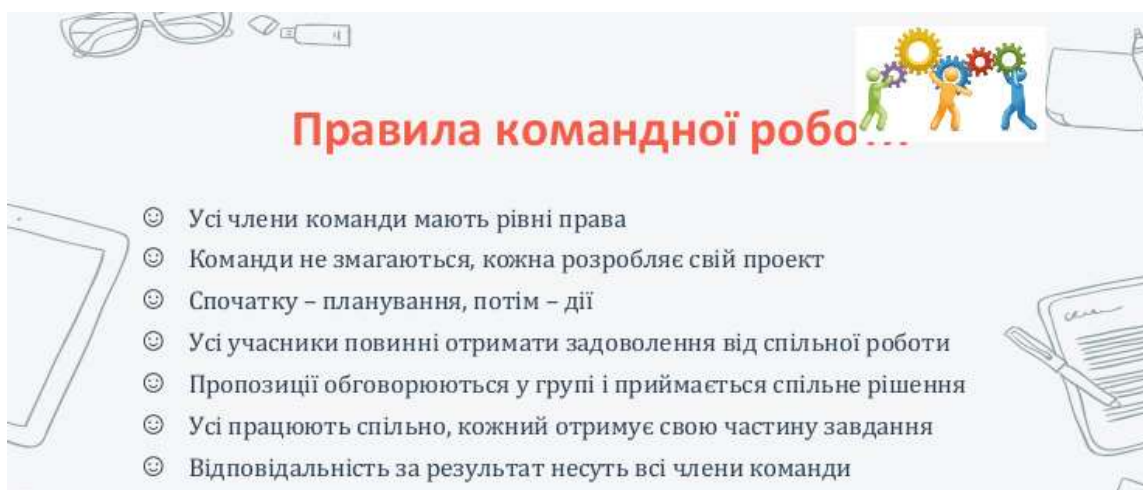 Правила командної
☺ Усі члени команди мають рівні права
☺ Команди не змагаються, кожна розробляє свій проект
☺ Спочатку – планування, потім – дії
☺ Усі учасники повинні отримати задоволення від спільної роботи
☺ Пропозиції обговорюються у групі і приймається спільне рішення
☺ Усі працюють спільно, кожний отримує свою частину завдання
☺ Відповідальність за результат несуть всі члени команди